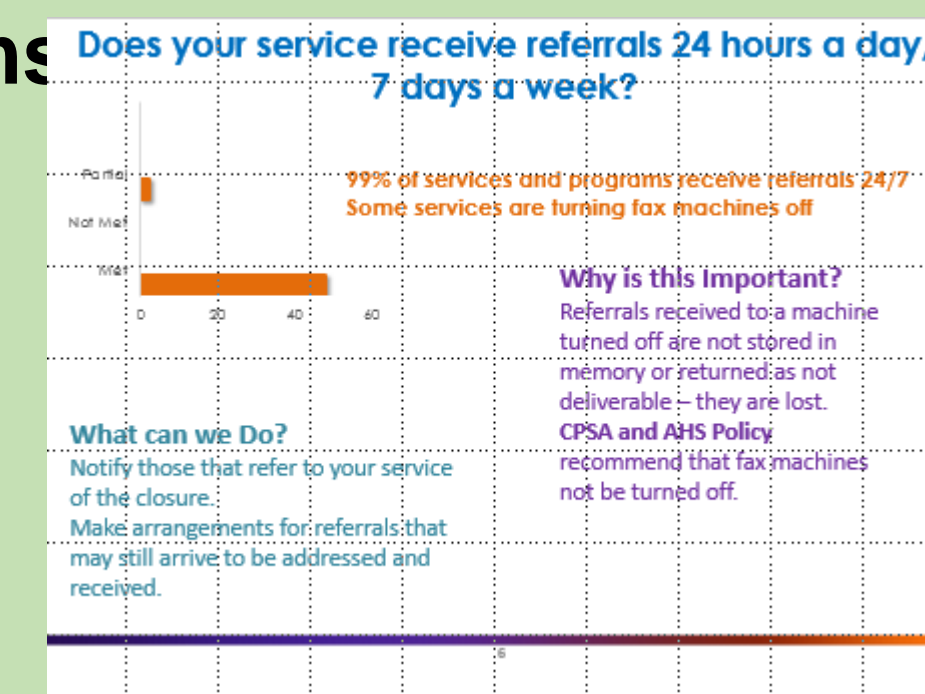 ns
Does your service receive referrals 24 hours a day/
7 days a week?
Partial
99% of services and programs receive referrals 24/7
Some services are turning fax machines off
Not Met
Met
0 20 40 60
Why is this Important?
Referrals received to a machine
turned off are not stored in
memory or returned as not
deliverable – they are lost.
CPSA and AHS Policy
recommend that fax machines
not be turned off.
What can we Do?
Notify those that refer to your service
of the closure.
Make arrangements for referrals that
may still arrive to be addressed and
received.
6